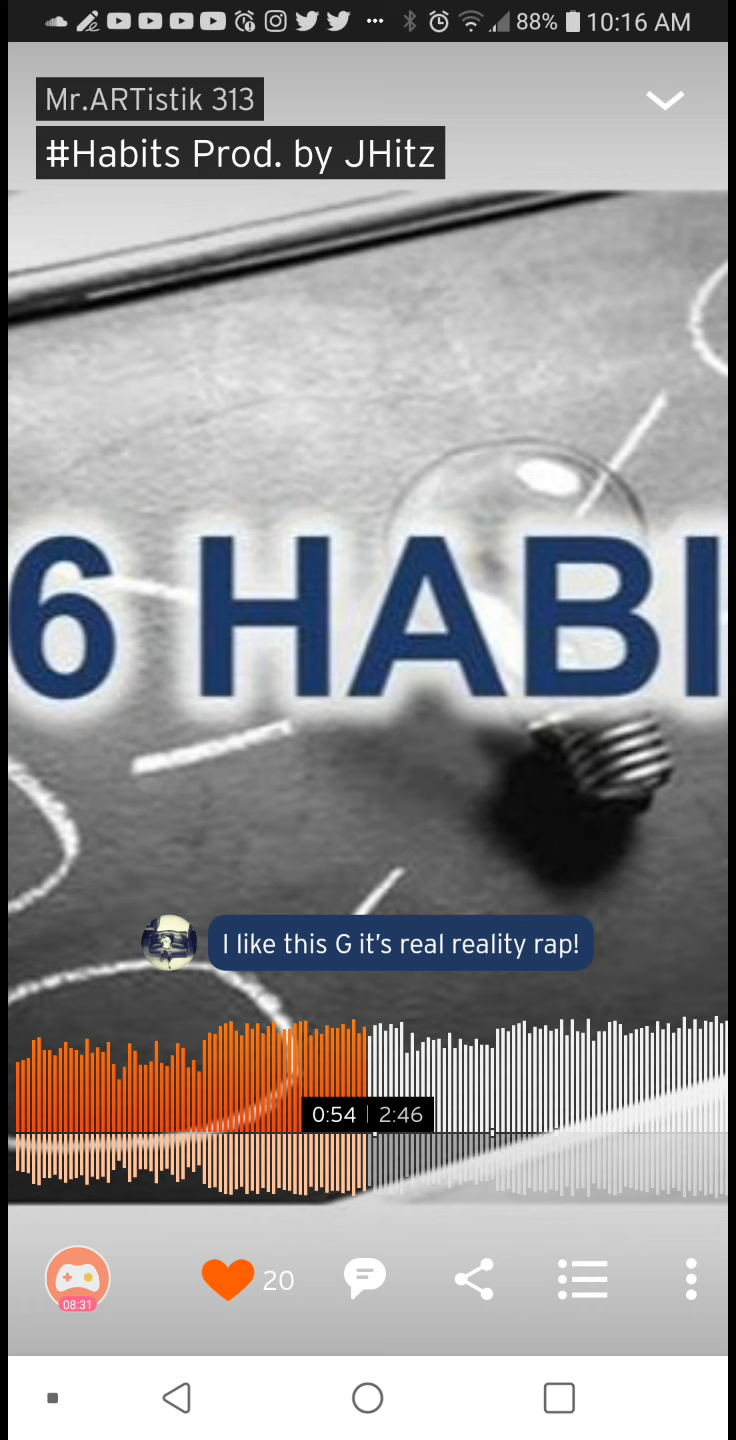 88% 10:16 AM
Mr.ARTistik 313
#Habits Prod. by JHitz
6 HABI
I like this G it's real reality rap!
0:54 | 2:46
08:31
20